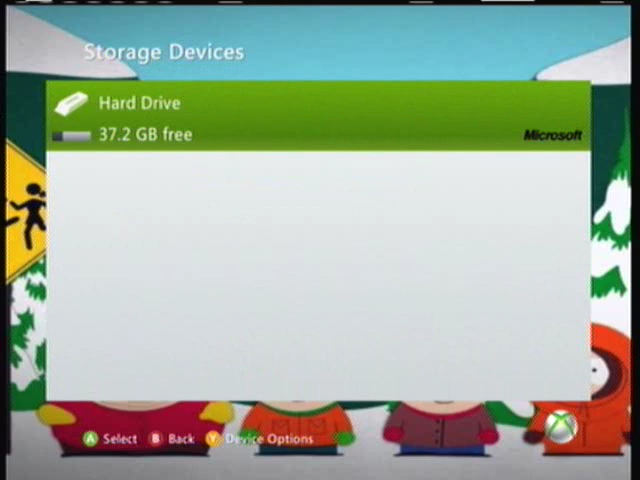 Storage Devices
Hard Drive
37.2 GB free
Microsoft
A Select B Back Y Device Options